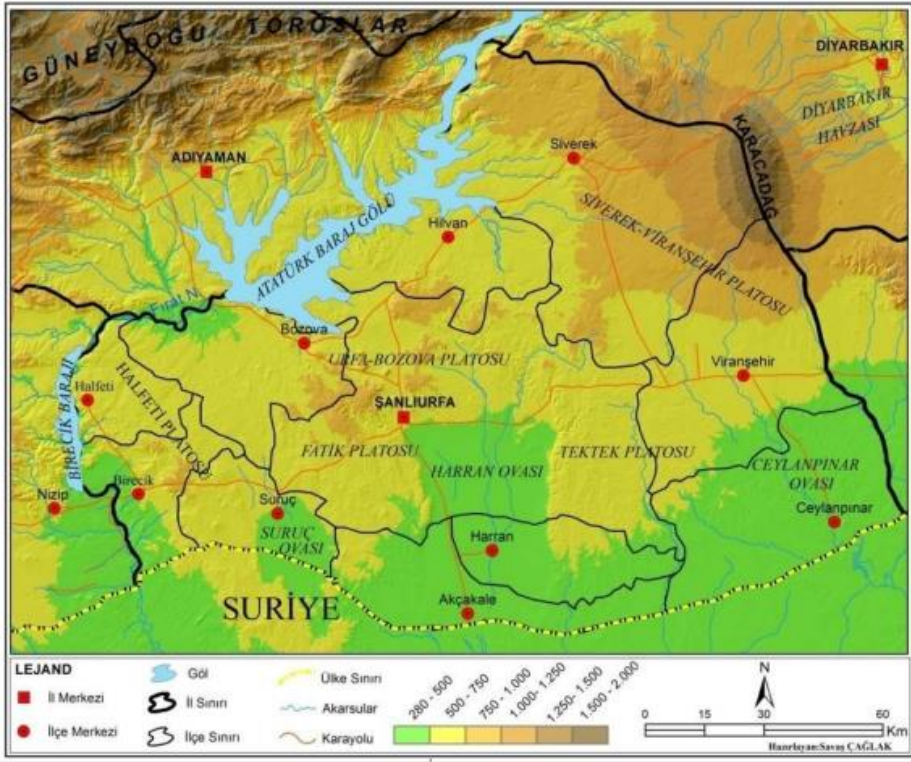 GÜNEYDOĞU TOROSLAR
DİYARBAKIR
DİYARBAKIR
HAVZASI
KARACADAĞ
ADIYAMAN
Siverek
SİVEREK-VİRANŞEHİR PLATOSU
Hilvan
ATATÜRK BARAJ GÖLÜ
Fırat N.
Bozova
URFA-BOZOVA PLATOSU
Viranşehir
BİRECİK BARAJI
Halfeti
HALFETİ PLATOSU
ŞANLIURFA
FATİK PLATOSU
HARRAN OVASI
TEKTEK PLATOSU
CEYLANPINAR
OVASI
Nizip
Birecik
Suruç
SURUÇ
OVASI
Ceylanpınar
Harran
SURİYE
Akçakale
LEJAND
İl Merkezi
İlçe Merkezi
Göl
İl Sınırı
İlçe Sınırı
Ülke Sınırı
Akarsular
Karayolu
280 - 500
500 - 750
750 - 1.000
1.000- 1.250
1.250-1.500
1.500 - 2.000
N
0 15 30 60
Km
Hazırlayan:Savaş ÇAĞLAK